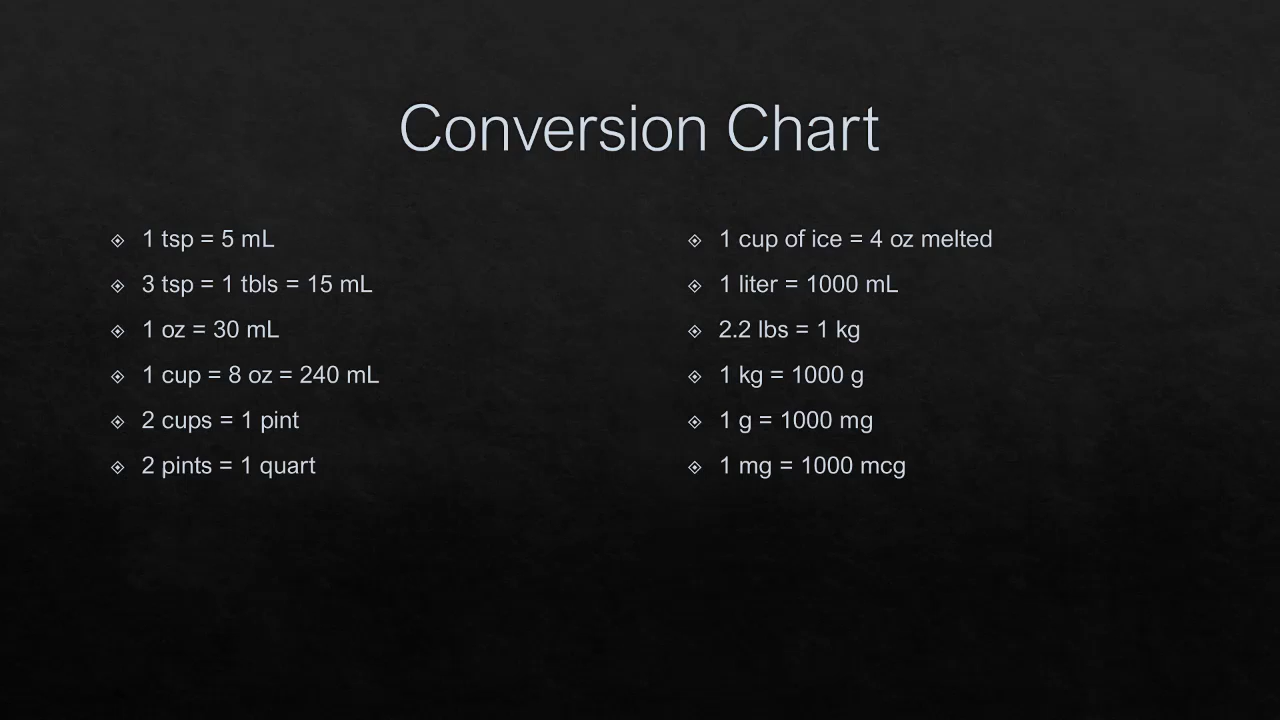 Conversion Chart
1 tsp = 5 mL
3 tsp = 1 tbls = 15 mL
1 oz = 30 mL
1 cup = 8 oz = 240 mL
2 cups = 1 pint
2 pints = 1 quart
1 cup of ice = 4 oz melted
1 liter = 1000 mL
2.2 lbs = 1 kg
1 kg = 1000 g
1 g = 1000 mg
1 mg = 1000 mcg